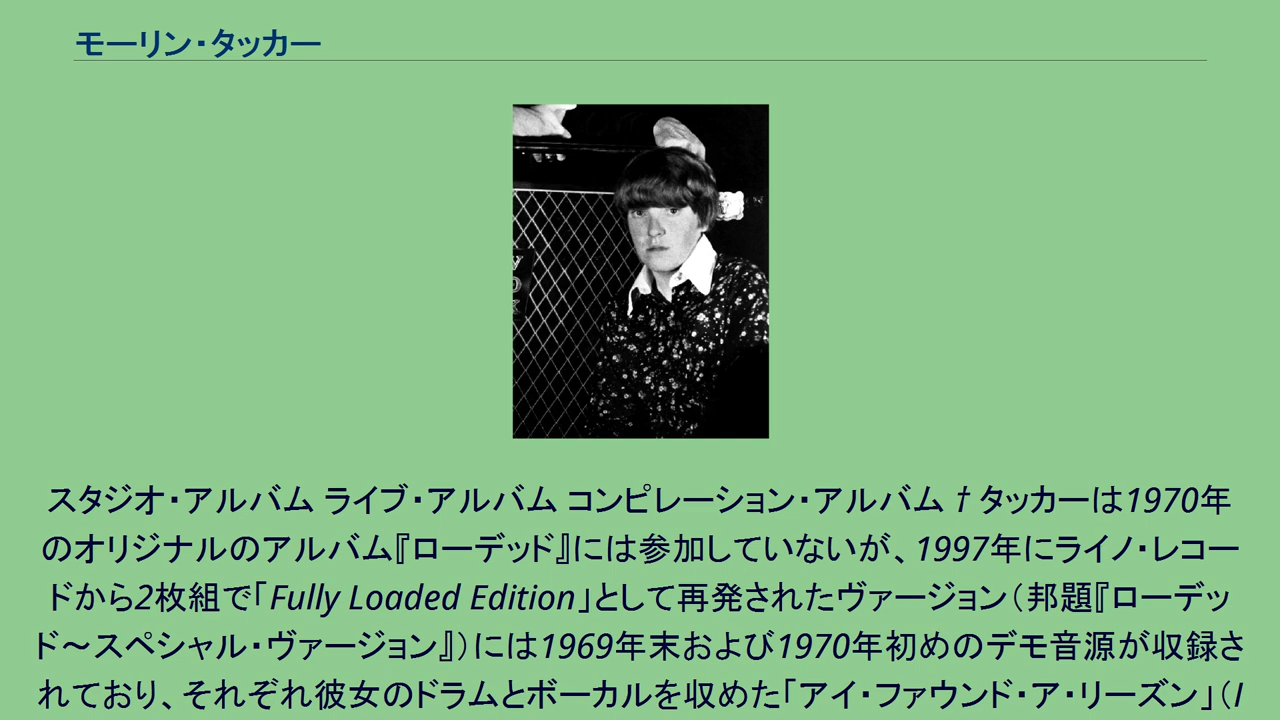 モーリン・タッカー
スタジオ・アルバム ライブ・アルバム コンピレーション・アルバム † タッカーは1970年
のオリジナルのアルバム『ローデッド』には参加していないが、1997年にライノ・レコー
ドから2枚組で「Fully Loaded Edition」として再発されたヴァージョン（邦題『ローデッ
ド～スペシャル・ヴァージョン』）には1969年末および1970年初めのデモ音源が収録さ
れており、それぞれ彼女のドラムとボーカルを収めた「アイ・ファウンド・ア・リーズン」（I